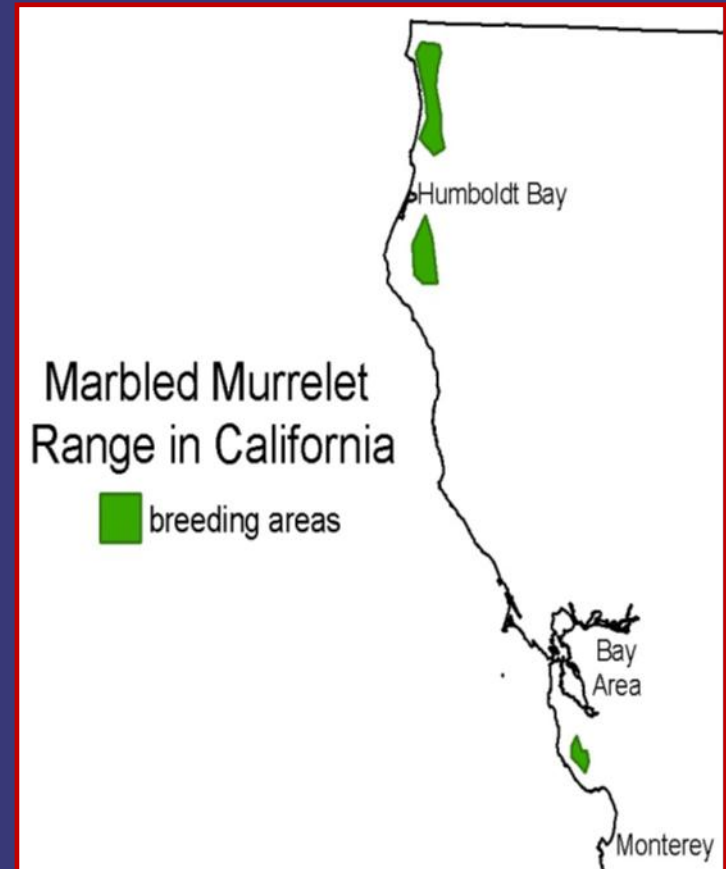 Humboldt Bay
Marbled Murrelet
Range in California
breeding areas
Bay
Area
Monterey